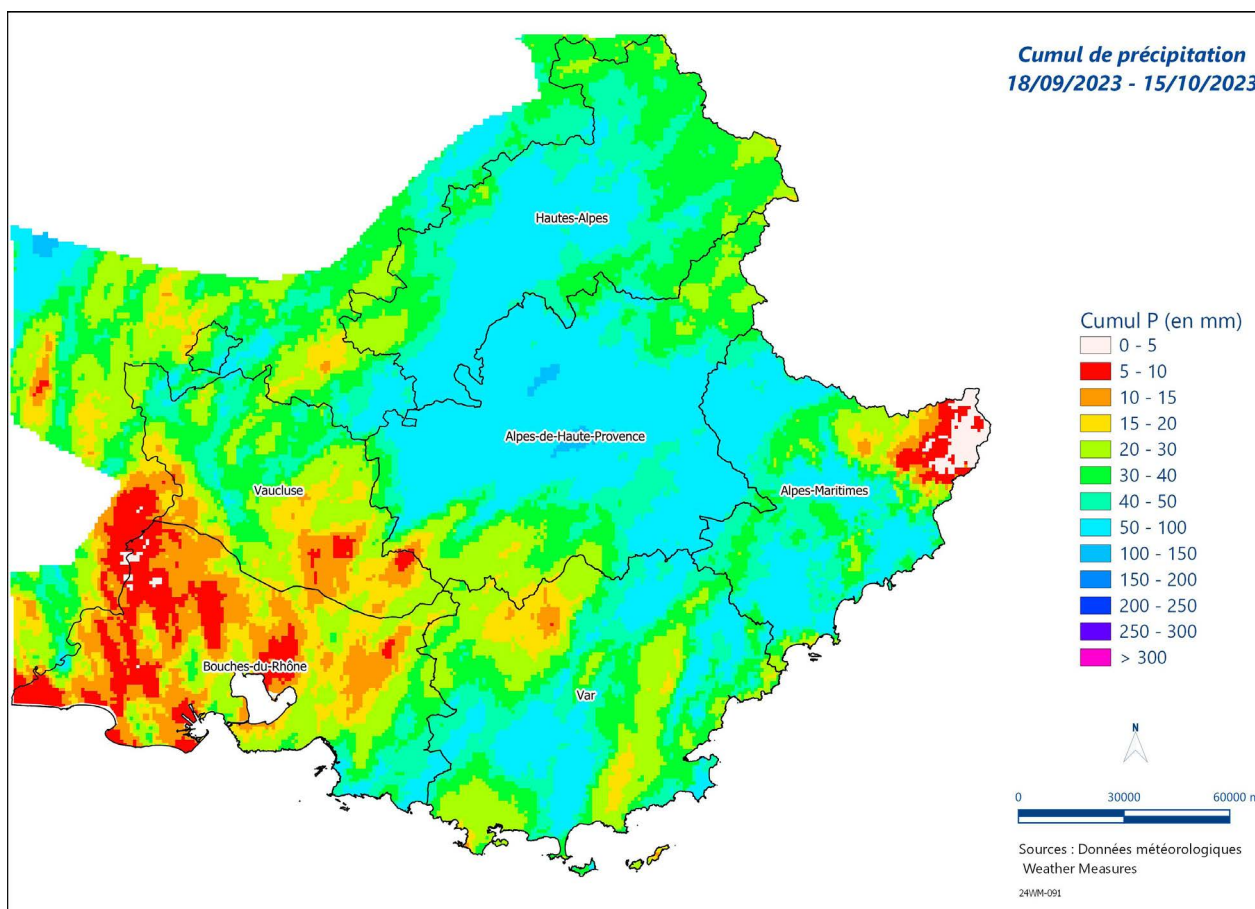 Cumul de précipitation
18/09/2023 - 15/10/2023
Hautes-Alpes
Alpes-de-Haute-Provence
Vaucluse
Alpes-Maritimes
Bouches-du-Rhône
Var
Cumul P (en mm)
0 - 5
5 - 10
10 - 15
15 - 20
20 - 30
30 - 40
40 - 50
50 - 100
100 - 150
150 - 200
200 - 250
250 - 300
> 300
N
0 30000 60000 m
Sources : Données météorologiques
Weather Measures
24WM-091